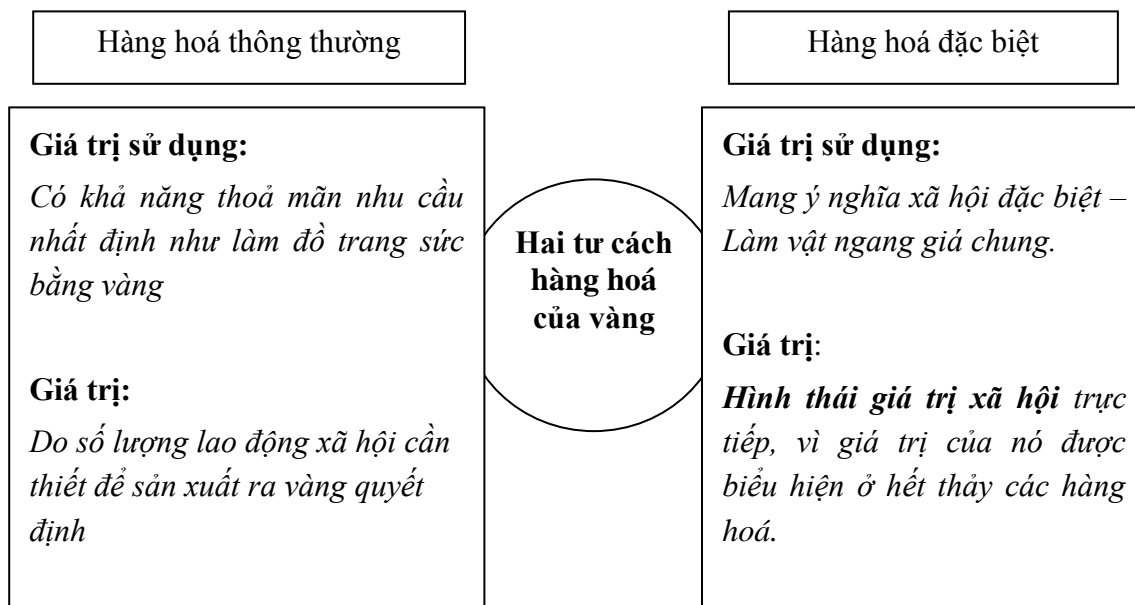 Hàng hoá thông thường
Hàng hoá đặc biệt
Giá trị sử dụng:
Có khả năng thoả mãn nhu cầu
nhất định như làm đồ trang sức
bằng vàng
Giá trị:
Do số lượng lao động xã hội cần
thiết để sản xuất ra vàng quyết
định
Hai tư cách
hàng hoá
của vàng
Giá trị sử dụng:
Mang ý nghĩa xã hội đặc biệt –
Làm vật ngang giá chung.
Giá trị:
Hình thái giá trị xã hội trực
tiếp, vì giá trị của nó được
biểu hiện ở hết thảy các hàng
hoá.